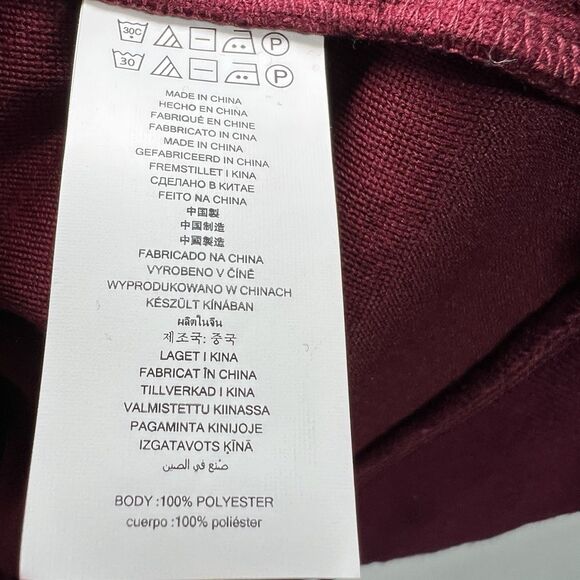 30C P
30 P
MADE IN CHINA
HECHO EN CHINA
FABRIQUÉ EN CHINE
FABBRICATO IN CINA
MADE IN CHINA
GEFABRICEERD IN CHINA
FREMSTILLET I KINA
СДЕЛАНО В КИТАЕ
FEITO NA CHINA
中国製
中国制造
中國製造
FABRICADO NA CHINA
VYROBENO V ČÍNĚ
WYPRODUKOWANO W CHINACH
KÉSZÜLT KÍNÁBAN
ผลิตในจีน
제조국: 중국
LAGET I KINA
FABRICAT ÎN CHINA
TILLVERKAD I KINA
VALMISTETTU KIINASSA
PAGAMINTA KINIJOJE
IZGATAVOTS ĶĪNĀ
صُنع في الصين
BODY :100% POLYESTER
cuerpo :100% poliéster